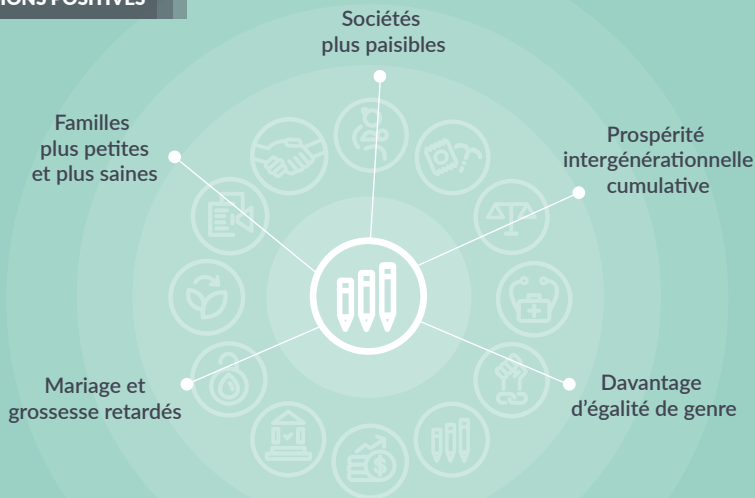 POSITIVES
Sociétés
plus paisibles
Familles
plus petites
et plus saines
Prospérité
intergénérationnelle
cumulative
Mariage et
grossesse retardés
Davantage
d’égalité de genre